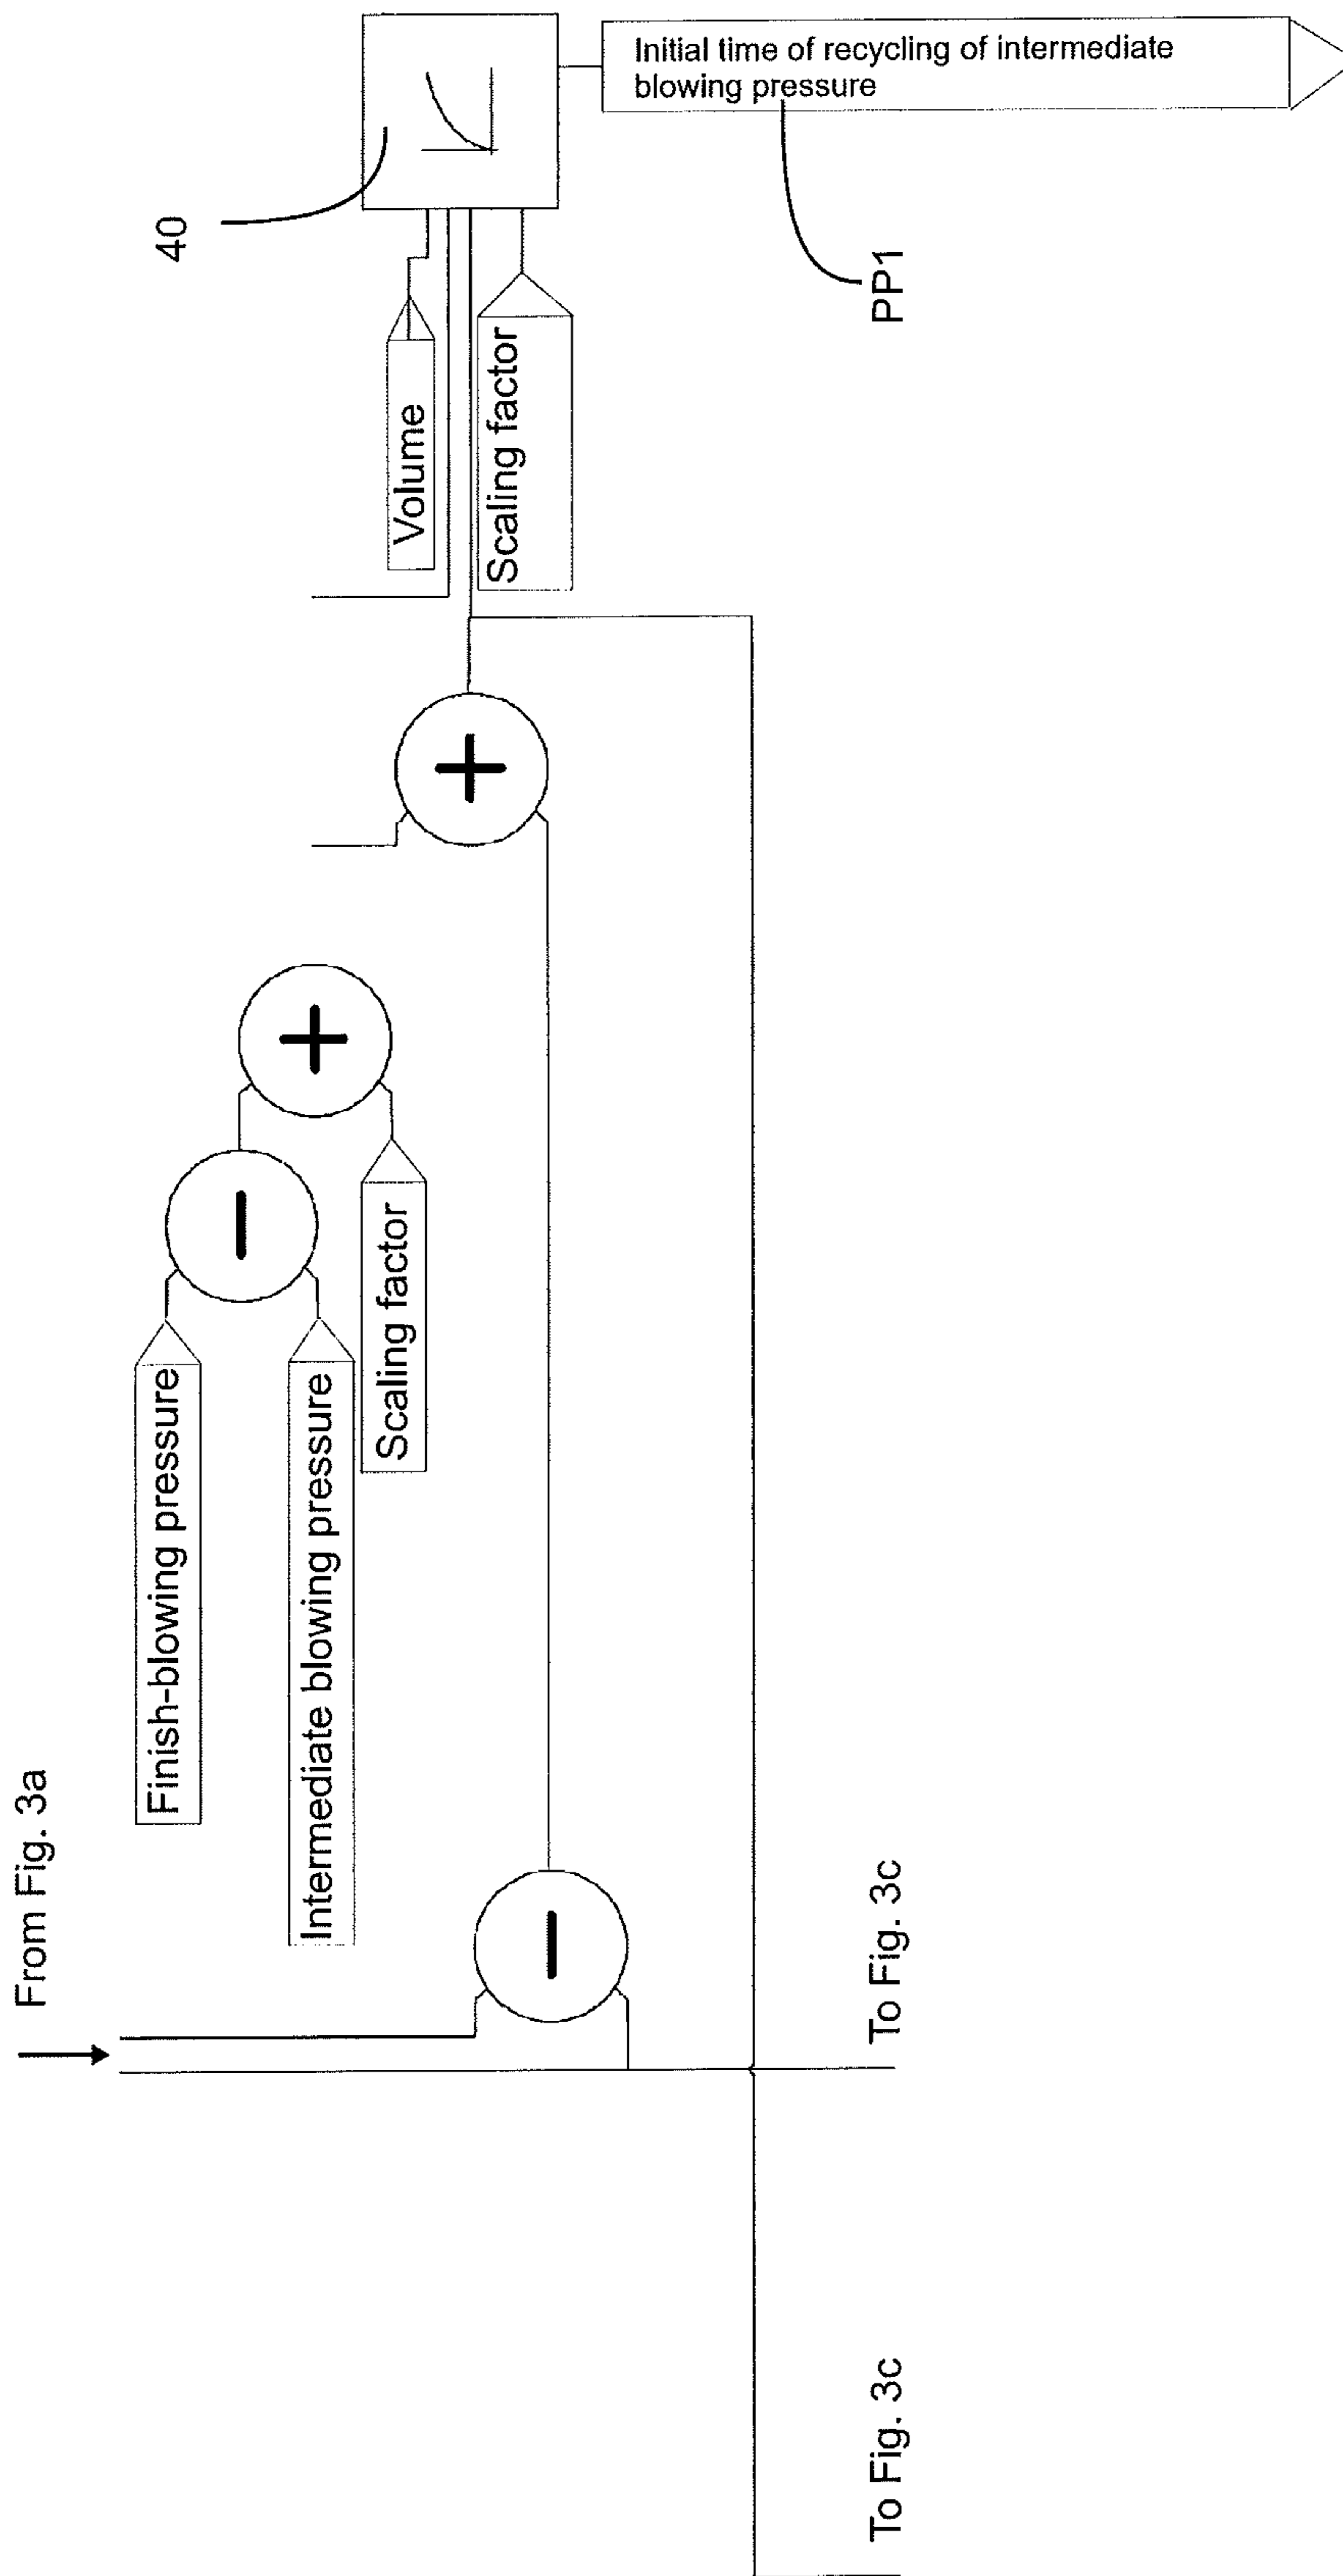 From Fig. 3a
Finish-blowing pressure
Intermediate blowing pressure
Scaling factor
−
+
−
+
Volume
Scaling factor
40
Initial time of recycling of intermediate
blowing pressure
PP1
To Fig. 3c
To Fig. 3c